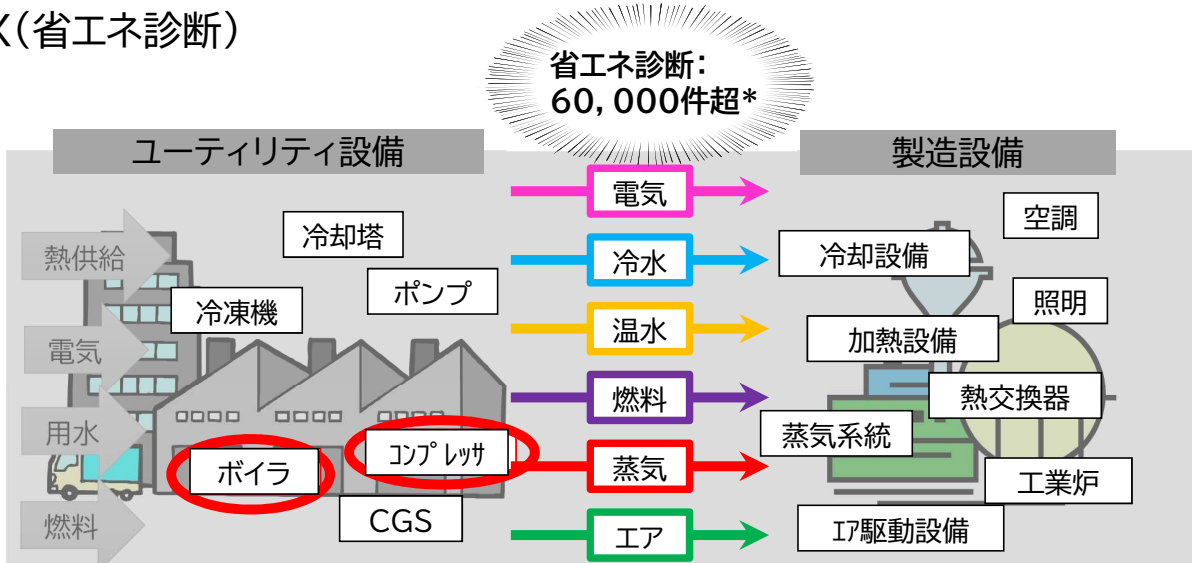 X(省エネ診断)
省エネ診断:
60,000件超*
ユーティリティ設備
製造設備
熱供給
電気
用水
燃料
冷却塔
ポンプ
冷凍機
ボイラ
コンプレッサ
CGS
電気
冷水
温水
燃料
蒸気
エア
空調
冷却設備
照明
加熱設備
熱交換器
蒸気系統
工業炉
エア駆動設備